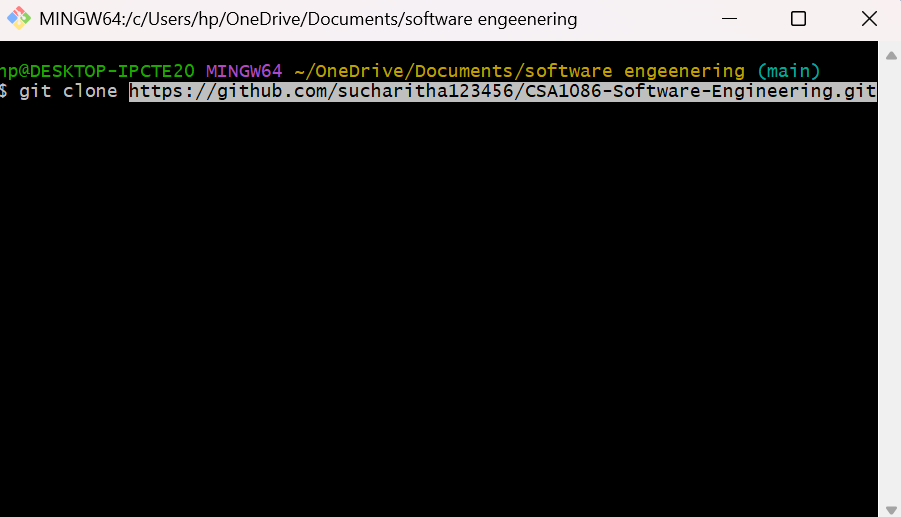 MINGW64:/c/Users/hp/OneDrive/Documents/software engeenering
hp@DESKTOP-IPCTE20 MINGW64 ~/OneDrive/Documents/software engeenering (main)
$ git clone https://github.com/sucharitha123456/CSA1086-Software-Engineering.git